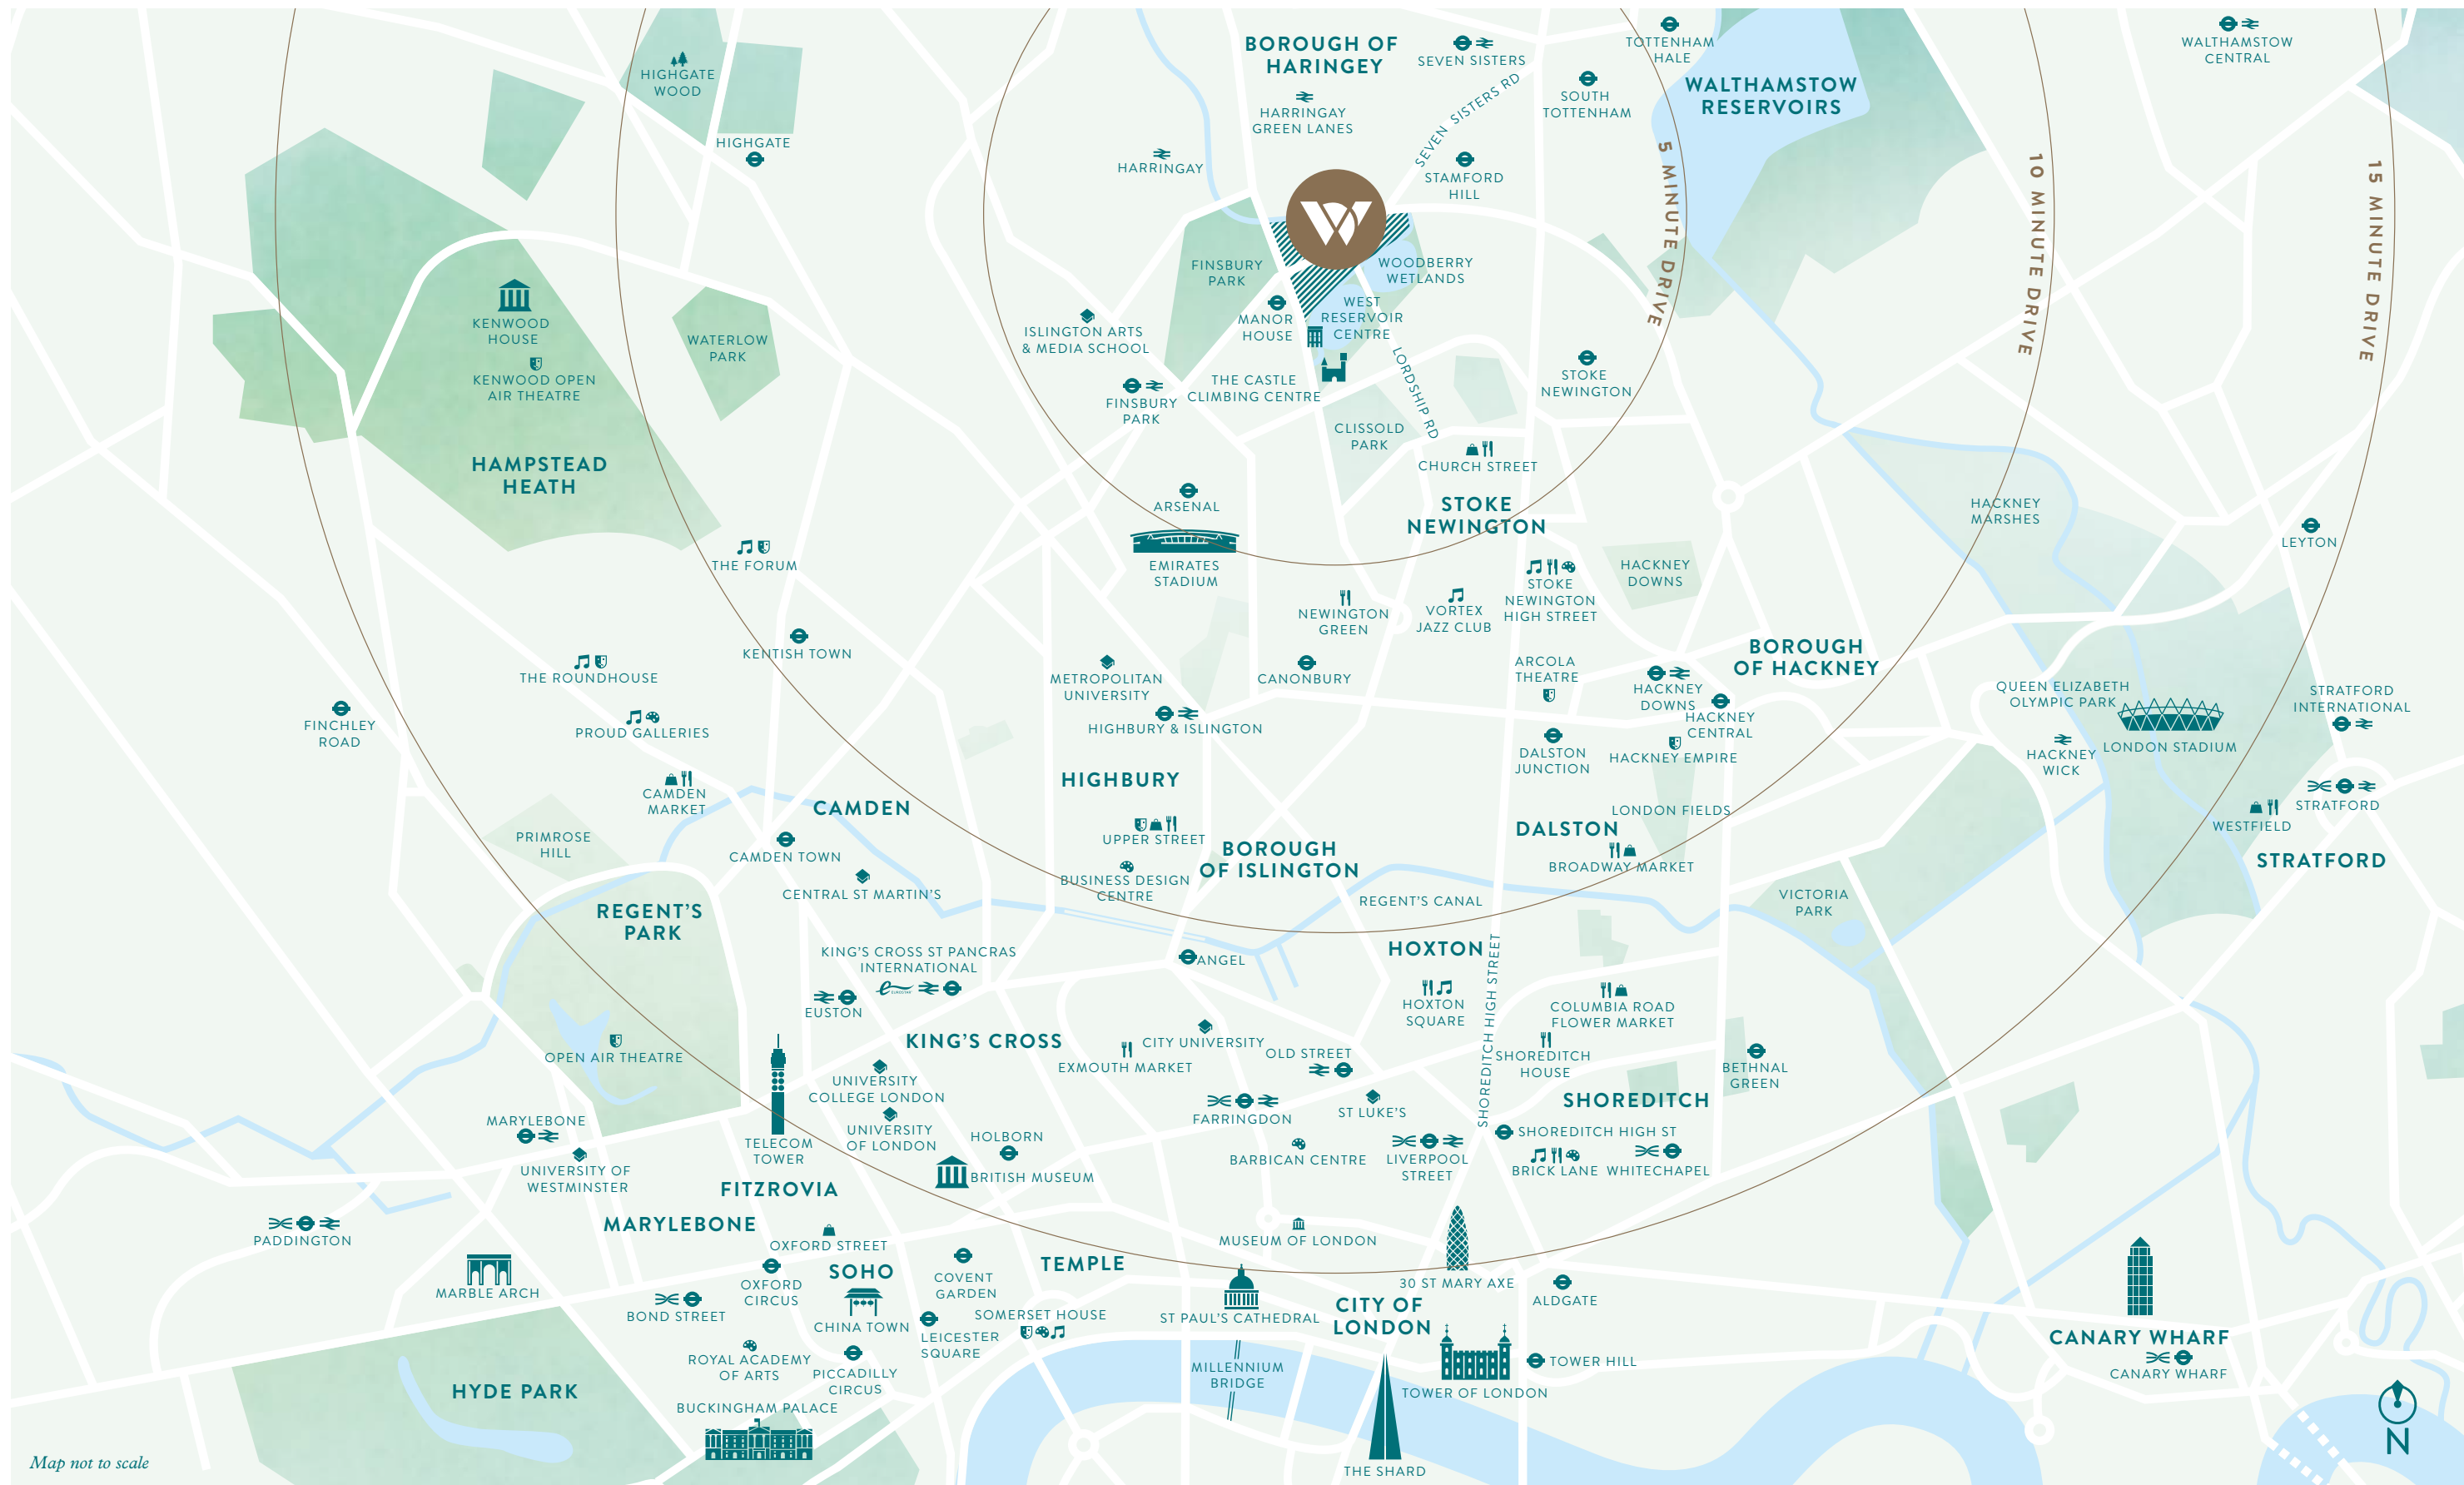 BOROUGH OF
HARINGEY
SEVEN SISTERS
TOTTENHAM
HALE
WALTHAMSTOW
CENTRAL
HIGHGATE
WOOD
WALTHAMSTOW
RESERVOIRS
SOUTH
TOTTENHAM
SEVEN SISTERS RD
HARRINGAY
GREEN LANES
HIGHGATE
HARRINGAY
STAMFORD
HILL
5 MINUTE DRIVE
10 MINUTE DRIVE
15 MINUTE DRIVE
W
FINSBURY
PARK
WOODBERRY
WETLANDS
KENWOOD
HOUSE
KENWOOD OPEN
AIR THEATRE
WATERLOW
PARK
ISLINGTON ARTS
& MEDIA SCHOOL
MANOR
HOUSE
WEST
RESERVOIR
CENTRE
LORDSHIP RD
FINSBURY
PARK
THE CASTLE
CLIMBING CENTRE
STOKE
NEWINGTON
CLISSOLD
PARK
CHURCH STREET
HAMPSTEAD
HEATH
ARSENAL
STOKE
NEWINGTON
HACKNEY
MARSHES
LEYTON
THE FORUM
EMIRATES
STADIUM
STOKE
NEWINGTON
HIGH STREET
HACKNEY
DOWNS
NEWINGTON
GREEN
VORTEX
JAZZ CLUB
KENTISH TOWN
THE ROUNDHOUSE
METROPOLITAN
UNIVERSITY
CANONBURY
ARCOLA
THEATRE
BOROUGH
OF HACKNEY
HACKNEY
DOWNS
HACKNEY
CENTRAL
QUEEN ELIZABETH
OLYMPIC PARK
STRATFORD
INTERNATIONAL
FINCHLEY
ROAD
PROUD GALLERIES
HIGHBURY & ISLINGTON
DALSTON
JUNCTION
HACKNEY EMPIRE
HACKNEY
WICK
LONDON STADIUM
CAMDEN
MARKET
CAMDEN
HIGHBURY
LONDON FIELDS
STRATFORD
WESTFIELD
STRATFORD
PRIMROSE
HILL
CAMDEN TOWN
UPPER STREET
BOROUGH
OF ISLINGTON
DALSTON
BROADWAY MARKET
CENTRAL ST MARTIN'S
BUSINESS DESIGN
CENTRE
REGENT'S CANAL
VICTORIA
PARK
REGENT'S
PARK
KING'S CROSS ST PANCRAS
INTERNATIONAL
ANGEL
HOXTON
SHOREDITCH HIGH STREET
EUSTON
HOXTON
SQUARE
COLUMBIA ROAD
FLOWER MARKET
OPEN AIR THEATRE
KING'S CROSS
CITY UNIVERSITY
EXMOUTH MARKET
OLD STREET
SHOREDITCH
HOUSE
BETHNAL
GREEN
UNIVERSITY
COLLEGE LONDON
MARYLEBONE
UNIVERSITY
OF LONDON
HOLBORN
FARRINGDON
ST LUKE'S
SHOREDITCH
SHOREDITCH HIGH ST
TELECOM
TOWER
UNIVERSITY OF
WESTMINSTER
BRITISH MUSEUM
BARBICAN CENTRE
LIVERPOOL
STREET
BRICK LANE
WHITECHAPEL
FITZROVIA
MARYLEBONE
PADDINGTON
OXFORD STREET
MUSEUM OF LONDON
MARBLE ARCH
OXFORD
CIRCUS
SOHO
COVENT
GARDEN
TEMPLE
30 ST MARY AXE
ALDGATE
BOND STREET
CHINA TOWN
SOMERSET HOUSE
LEICESTER
SQUARE
ST PAUL'S CATHEDRAL
CITY OF
LONDON
CANARY WHARF
CANARY WHARF
ROYAL ACADEMY
OF ARTS
PICCADILLY
CIRCUS
MILLENNIUM
BRIDGE
TOWER HILL
TOWER OF LONDON
HYDE PARK
BUCKINGHAM PALACE
THE SHARD
N
Map not to scale